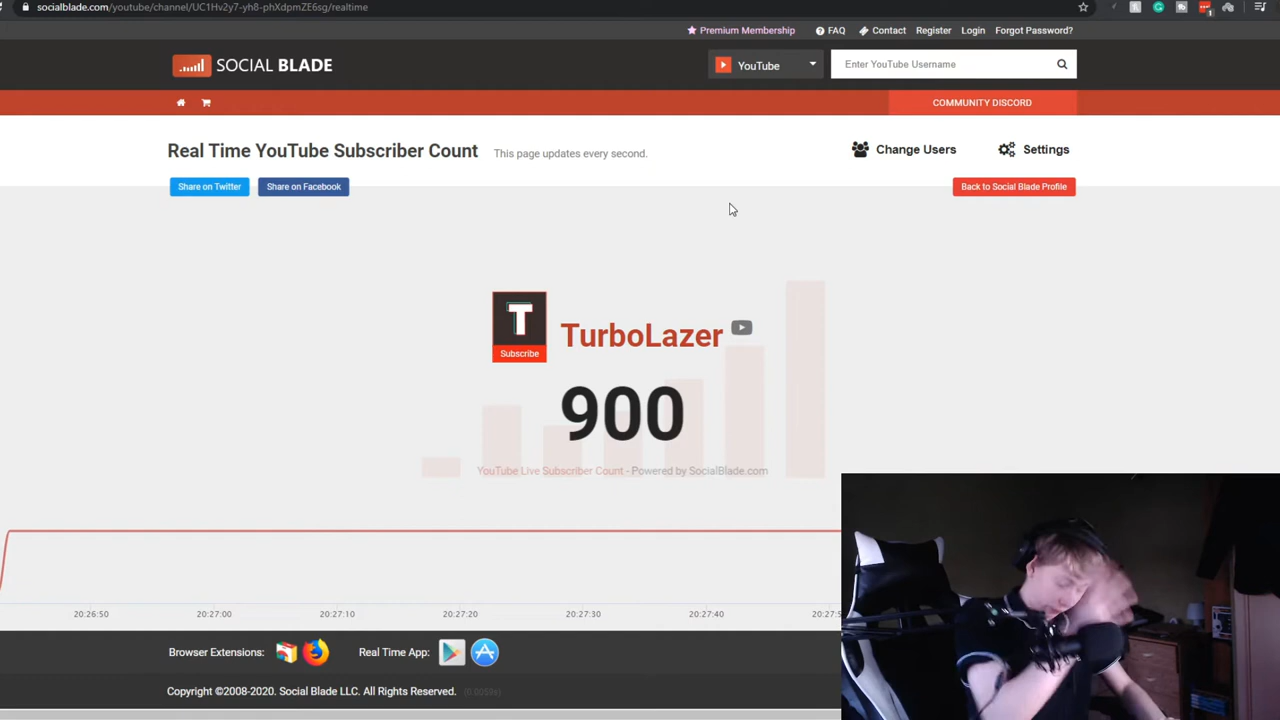 socialblade.com/youtube/channel/UC1Hv2y7-yh8-phXdpmZE6sg/realtime
Premium Membership FAQ Contact Register Login Forgot Password?
SOCIAL BLADE YouTube Enter YouTube Username
COMMUNITY DISCORD
Real Time YouTube Subscriber Count This page updates every second. Change Users Settings
Share on Twitter Share on Facebook Back to Social Blade Profile
T
Subscribe
TurboLazer
900
YouTube Live Subscriber Count - Powered by SocialBlade.com
20:26:50 20:27:00 20:27:10 20:27:20 20:27:30 20:27:40
Browser Extensions: Real Time App:
Copyright ©2008-2020. Social Blade LLC. All Rights Reserved. (0.0059s)